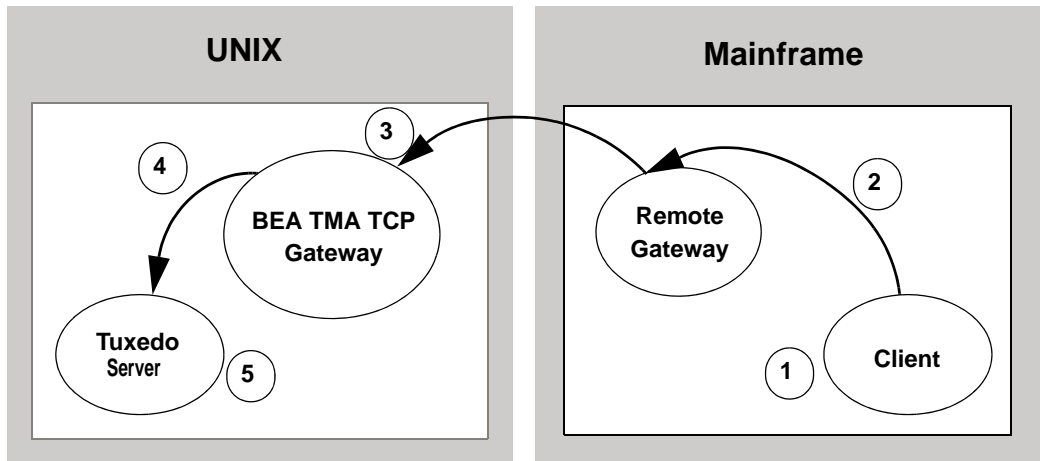 UNIX
Mainframe
3
4
2
BEA TMA TCP
Gateway
Remote
Gateway
Tuxedo
Server
5
1
Client